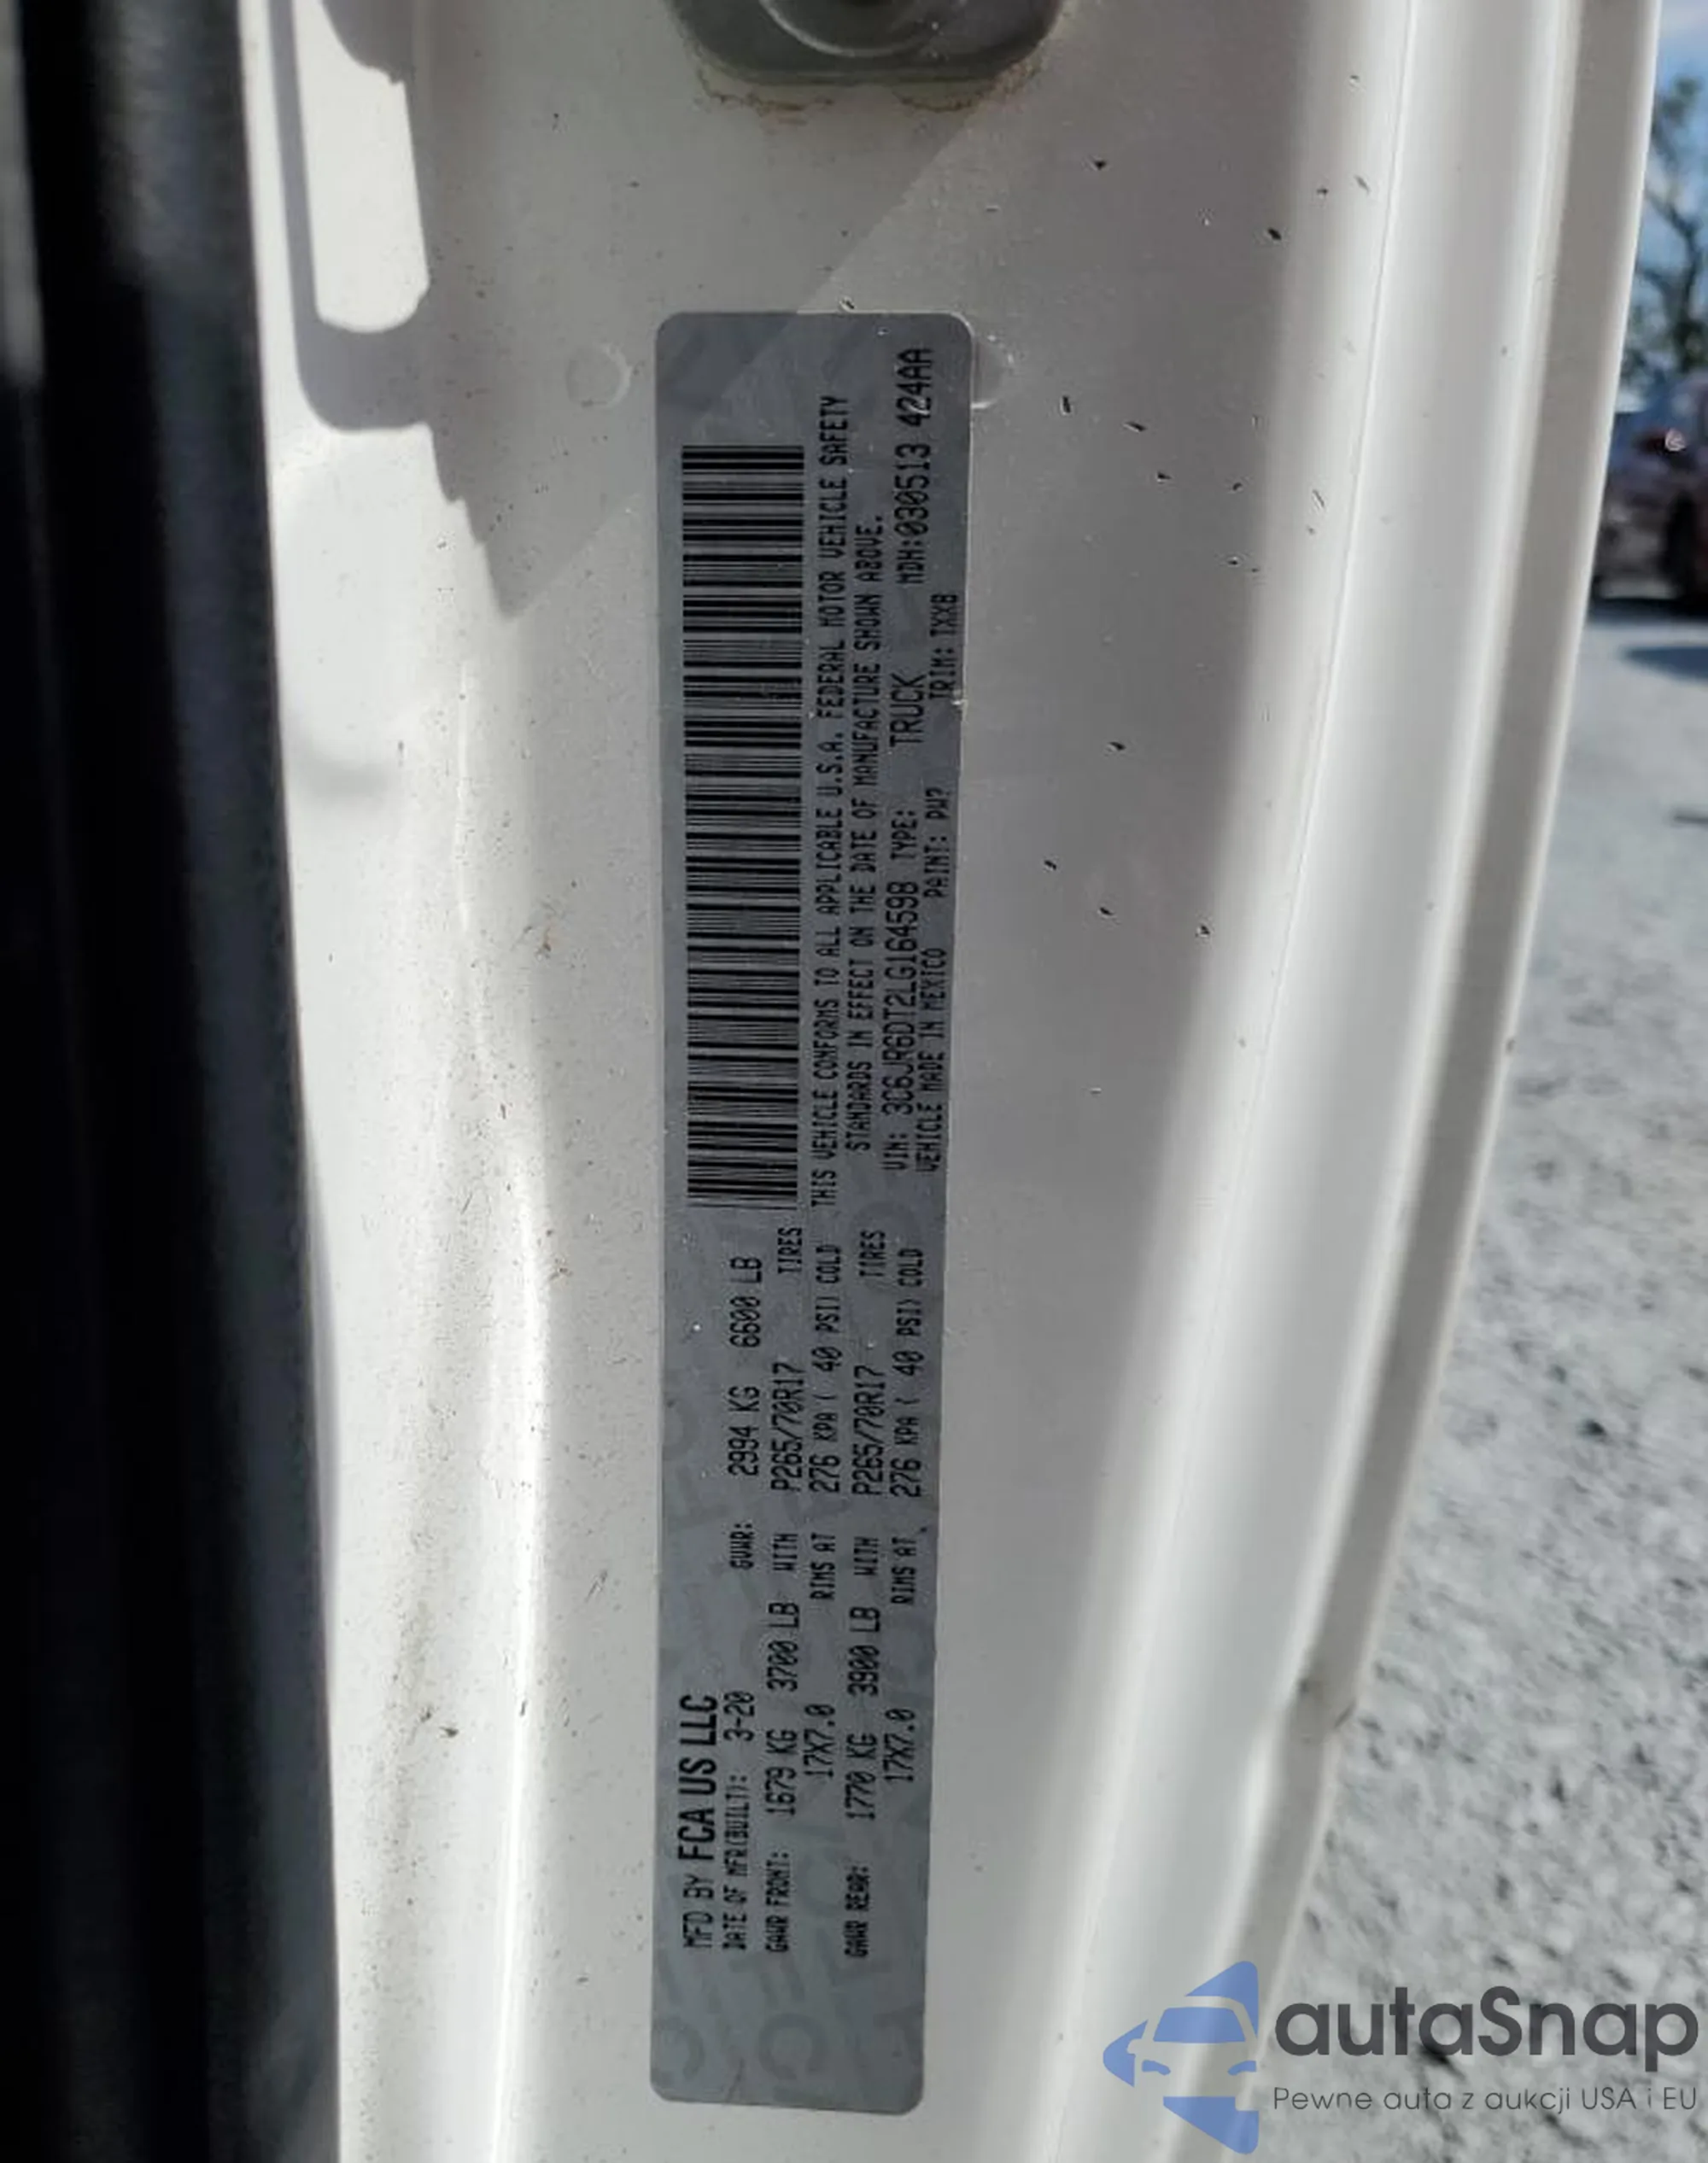 MFD BY FCA US LLC
DATE OF MFR(BUILT): 3-20 GVWR: 2994 KG 6600 LB
GAWR FRONT: 1679 KG 3700 LB WITH P265/70R17 TIRES
17X7.0 RIMS AT 276 KPA ( 40 PSI) COLD
GAWR REAR: 1770 KG 3900 LB WITH P265/70R17 TIRES
17X7.0 RIMS AT 276 KPA ( 40 PSI) COLD
THIS VEHICLE CONFORMS TO ALL APPLICABLE U.S.A. FEDERAL MOTOR VEHICLE SAFETY
STANDARDS IN EFFECT ON THE DATE OF MANUFACTURE SHOWN ABOVE.
VIN: 3C6JR6DT2LG164598 TYPE: TRUCK MDH:030513 424AA
VEHICLE MADE IN MEXICO PAINT: PW7 TRIM: TXX8
autaSnap
Pewne auta z aukcji USA i EU